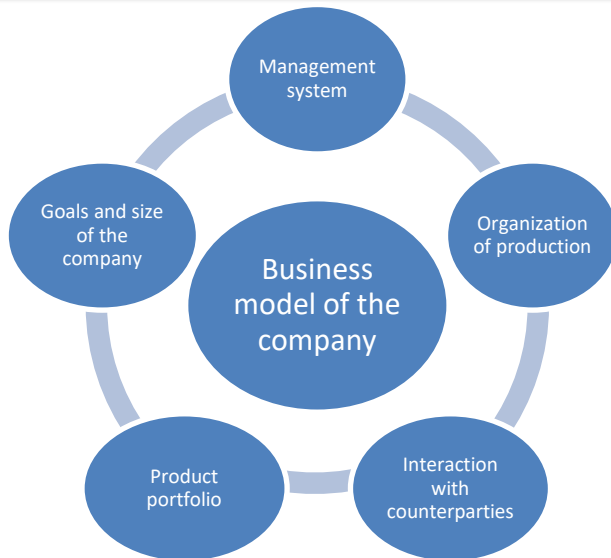 Management
system
Goals and size
of the
company
Organization
of production
Business
model of the
company
Product
portfolio
Interaction
with
counterparties